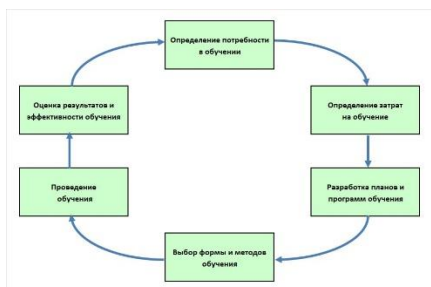 Определение потребности
в обучении
Определение затрат
на обучение
Разработка планов и
программ обучения
Выбор формы и методов
обучения
Проведение
обучения
Оценка результатов и
эффективности обучения